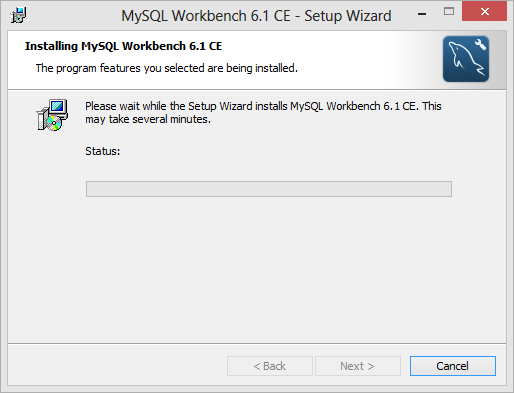 MySQL Workbench 6.1 CE - Setup Wizard
Installing MySQL Workbench 6.1 CE
The program features you selected are being installed.
Please wait while the Setup Wizard installs MySQL Workbench 6.1 CE. This
may take several minutes.
Status:
< Back Next > Cancel